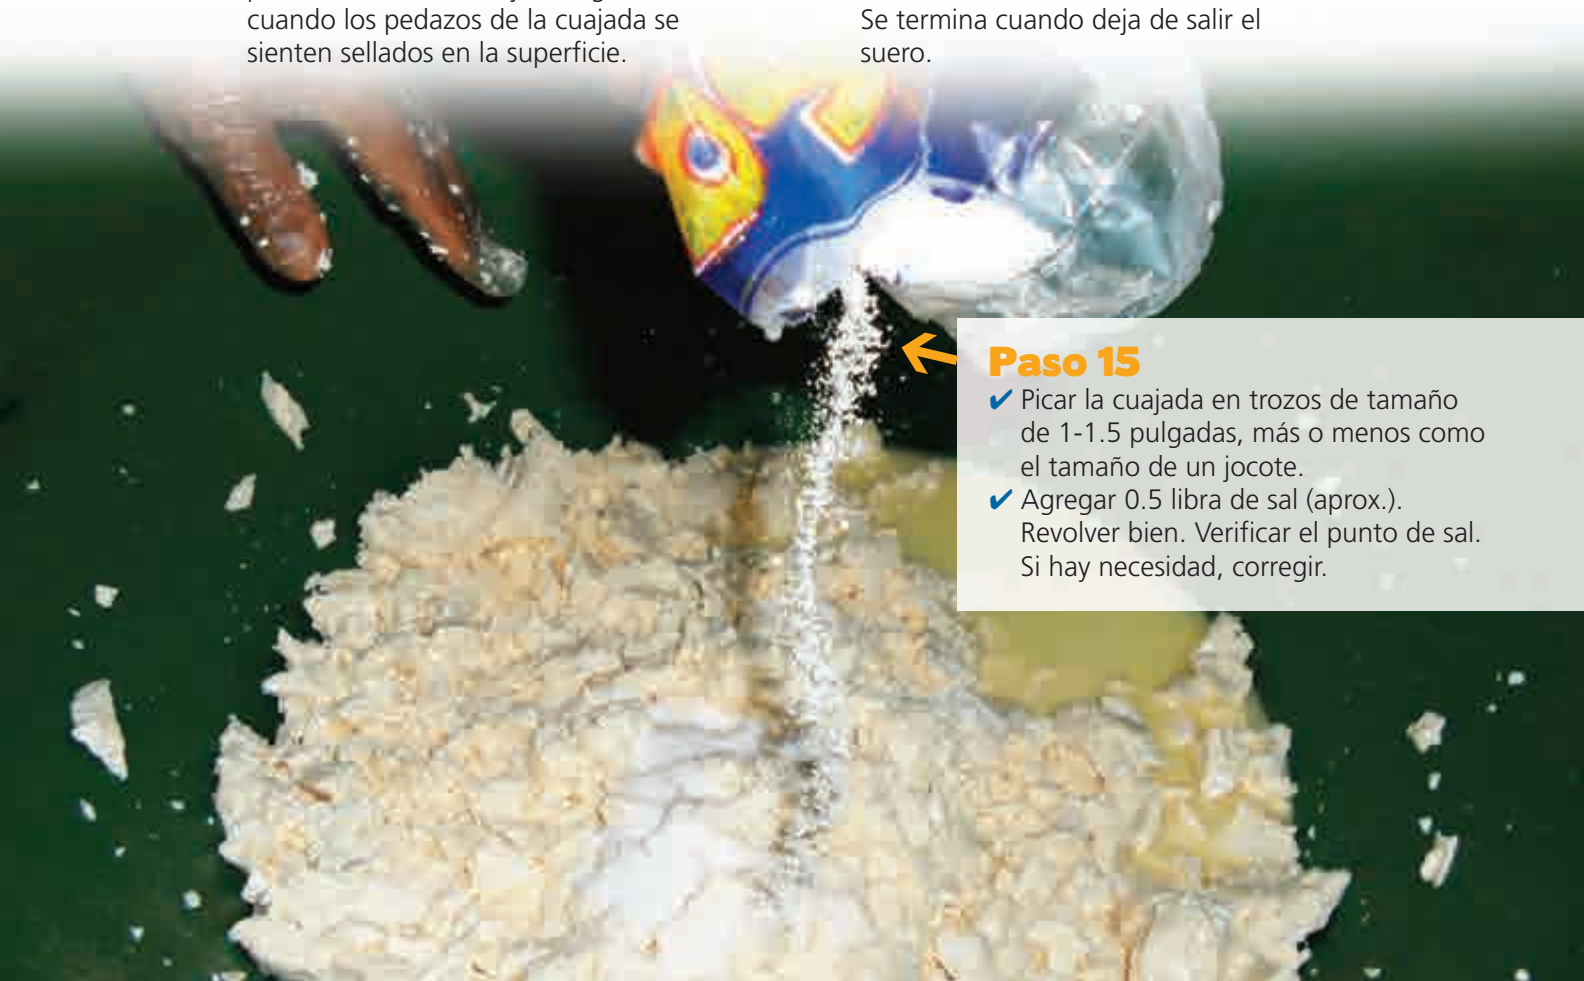 cuando los pedazos de la cuajada se
sienten sellados en la superficie.
Se termina cuando deja de salir el
suero.
Paso 15
✔ Picar la cuajada en trozos de tamaño
de 1-1.5 pulgadas, más o menos como
el tamaño de un jocote.
✔ Agregar 0.5 libra de sal (aprox.).
Revolver bien. Verificar el punto de sal.
Si hay necesidad, corregir.